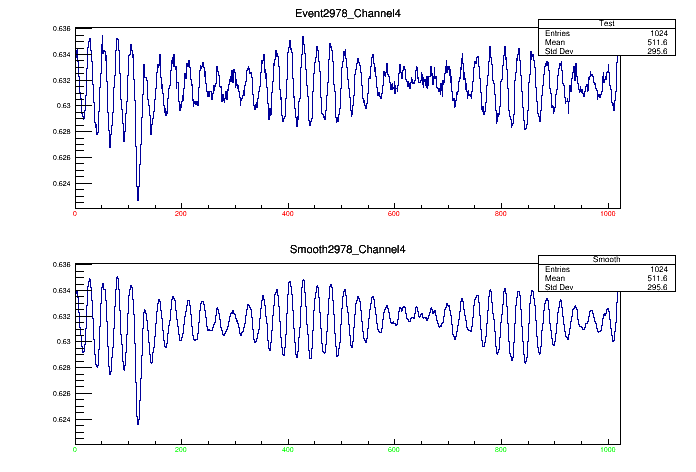 Event2978_Channel4
Test
Entries 1024
Mean 511.6
Std Dev 295.6
0.636
0.634
0.632
0.63
0.628
0.626
0.624
0 200 400 600 800 1000
Smooth2978_Channel4
Smooth
Entries 1024
Mean 511.6
Std Dev 295.6
0.636
0.634
0.632
0.63
0.628
0.626
0.624
0 200 400 600 800 1000